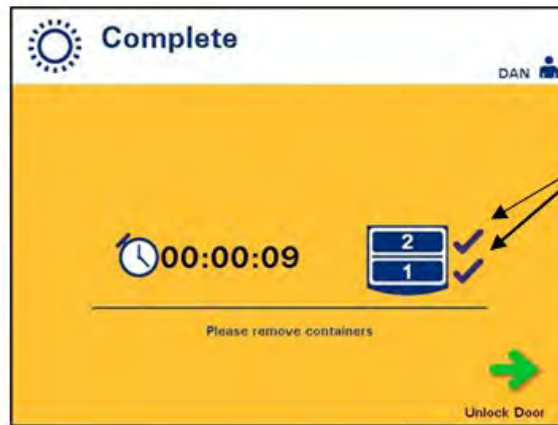 Complete
DAN
00:00:09
2
1
Please remove containers
Unlock Door